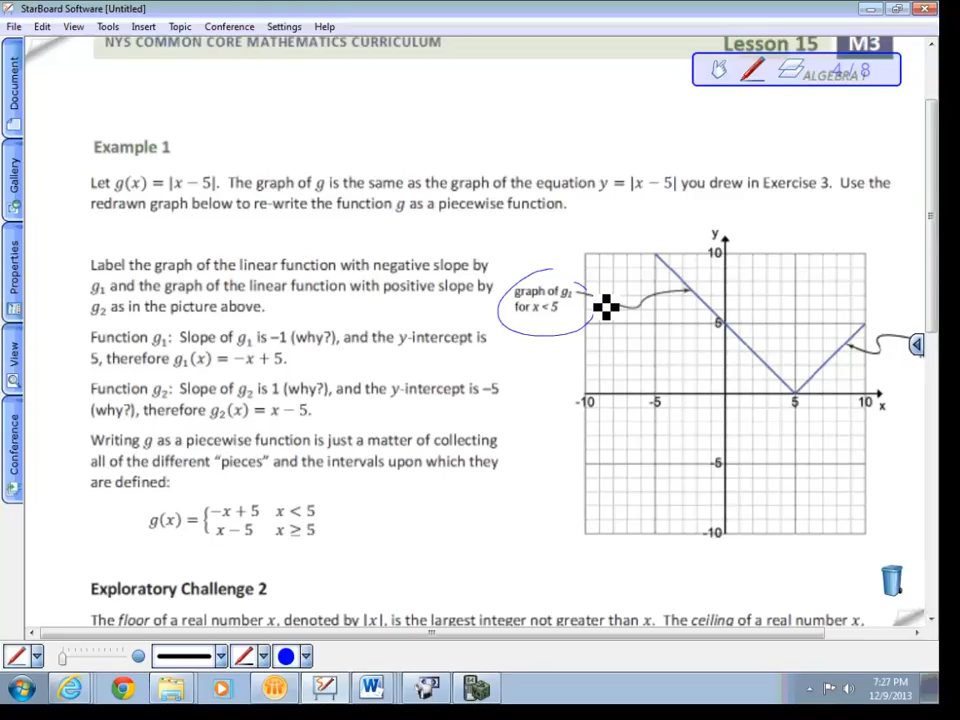 StarBoard Software [Untitled]
File Edit View Tools Insert Topic Conference Settings Help
NYS COMMON CORE MATHEMATICS CURRICULUM Lesson 15 M3
4 / 8
ALGEBRA I
Document
Gallery
Properties
View
Conference
Example 1
Let g(x) = |x − 5|. The graph of g is the same as the graph of the equation y = |x − 5| you drew in Exercise 3. Use the
redrawn graph below to re-write the function g as a piecewise function.
Label the graph of the linear function with negative slope by
g₁ and the graph of the linear function with positive slope by
g₂ as in the picture above.
Function g₁: Slope of g₁ is –1 (why?), and the y-intercept is
5, therefore g₁(x) = −x + 5.
Function g₂: Slope of g₂ is 1 (why?), and the y-intercept is –5
(why?), therefore g₂(x) = x − 5.
Writing g as a piecewise function is just a matter of collecting
all of the different “pieces” and the intervals upon which they
are defined:
g(x) = { −x + 5 x < 5
x − 5 x ≥ 5
graph of g₁
for x < 5
y
10
5
-10 -5 5 10 x
-5
-10
Exploratory Challenge 2
The floor of a real number x, denoted by ⌊x⌋, is the largest integer not greater than x. The ceiling of a real number x,
7:27 PM
12/9/2013